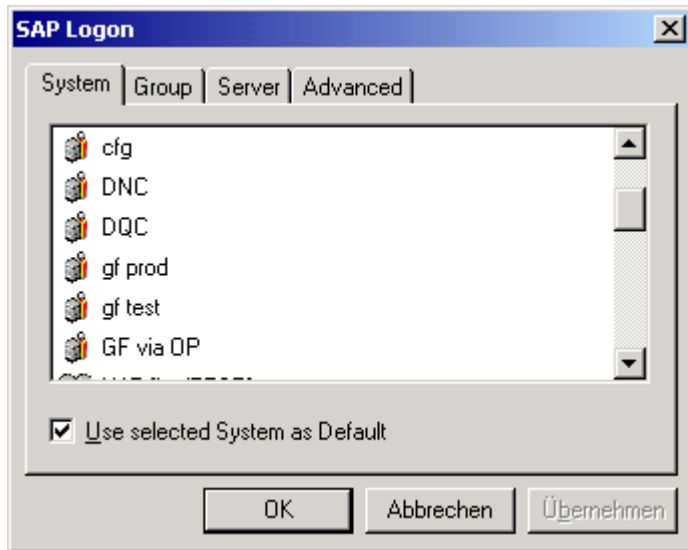 SAP Logon
System Group Server Advanced
cfg
DNC
DQC
gf prod
gf test
GF via OP
Use selected System as Default
OK Abbrechen Übernehmen